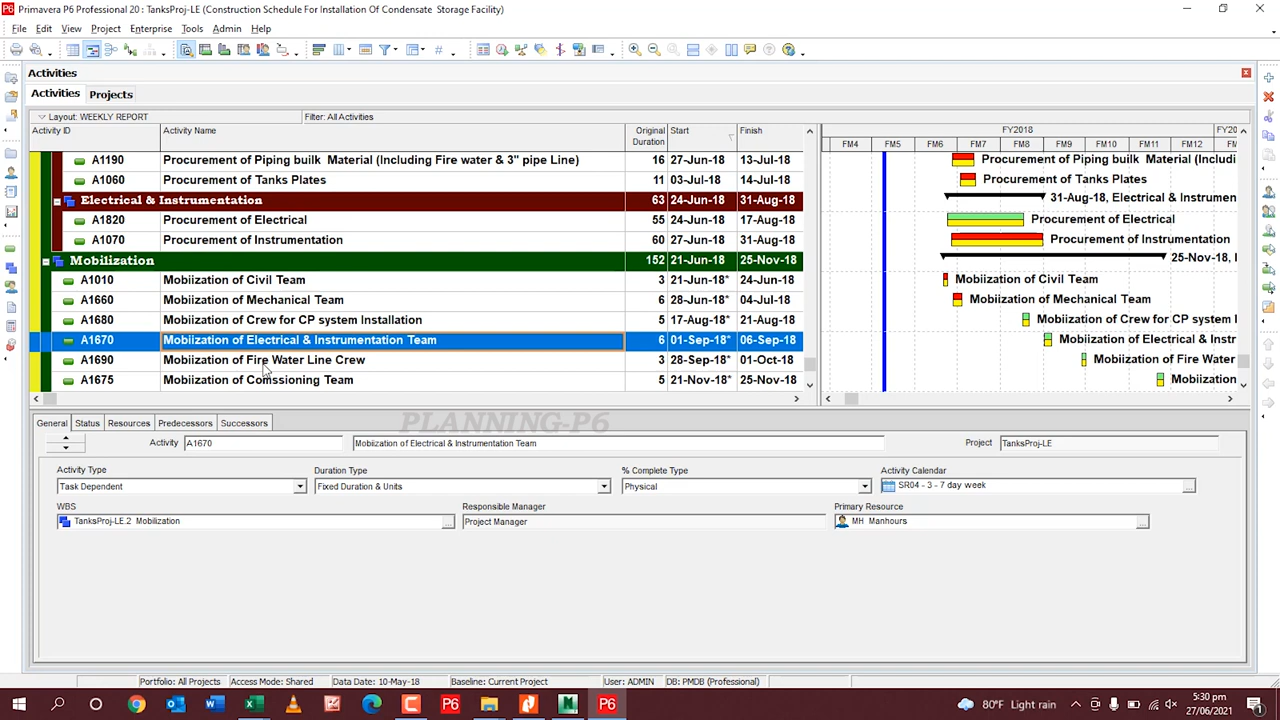 Primavera P6 Professional 20 : TanksProj-LE (Construction Schedule For Installation Of Condensate Storage Facility)
File Edit View Project Enterprise Tools Admin Help
Activities
Activities Projects
Layout: WEEKLY REPORT Filter: All Activities
Activity ID Activity Name Original Duration Start Finish
FY2018 FY20
FM4 FM5 FM6 FM7 FM8 FM9 FM10 FM11 FM12 FM1
A1190 Procurement of Piping builk Material (Including Fire water & 3" pipe Line) 16 27-Jun-18 13-Jul-18 Procurement of Piping builk Material (Includi
A1060 Procurement of Tanks Plates 11 03-Jul-18 14-Jul-18 Procurement of Tanks Plates
Electrical & Instrumentation 63 24-Jun-18 31-Aug-18 31-Aug-18, Electrical & Instrumen
A1820 Procurement of Electrical 55 24-Jun-18 17-Aug-18 Procurement of Electrical
A1070 Procurement of Instrumentation 60 27-Jun-18 31-Aug-18 Procurement of Instrumentation
Mobilization 152 21-Jun-18 25-Nov-18 25-Nov-18,
A1010 Mobiization of Civil Team 3 21-Jun-18* 24-Jun-18 Mobiization of Civil Team
A1660 Mobiization of Mechanical Team 6 28-Jun-18* 04-Jul-18 Mobiization of Mechanical Team
A1680 Mobiization of Crew for CP system Installation 5 17-Aug-18* 21-Aug-18 Mobiization of Crew for CP system I
A1670 Mobiization of Electrical & Instrumentation Team 6 01-Sep-18* 06-Sep-18 Mobiization of Electrical & Instrum
A1690 Mobiization of Fire Water Line Crew 3 28-Sep-18* 01-Oct-18 Mobiization of Fire Water
A1675 Mobiization of Comssioning Team 5 21-Nov-18* 25-Nov-18 Mobiization
PLANNING-P6
General Status Resources Predecessors Successors
Activity A1670 Mobiization of Electrical & Instrumentation Team Project TanksProj-LE
Activity Type Duration Type % Complete Type Activity Calendar
Task Dependent Fixed Duration & Units Physical SR04 - 3 - 7 day week
WBS Responsible Manager Primary Resource
TanksProj-LE.2 Mobilization Project Manager MH Manhours
Portfolio: All Projects Access Mode: Shared Data Date: 10-May-18 Baseline: Current Project User: ADMIN DB: PMDB (Professional)
80°F Light rain 5:30 pm
27/06/2021